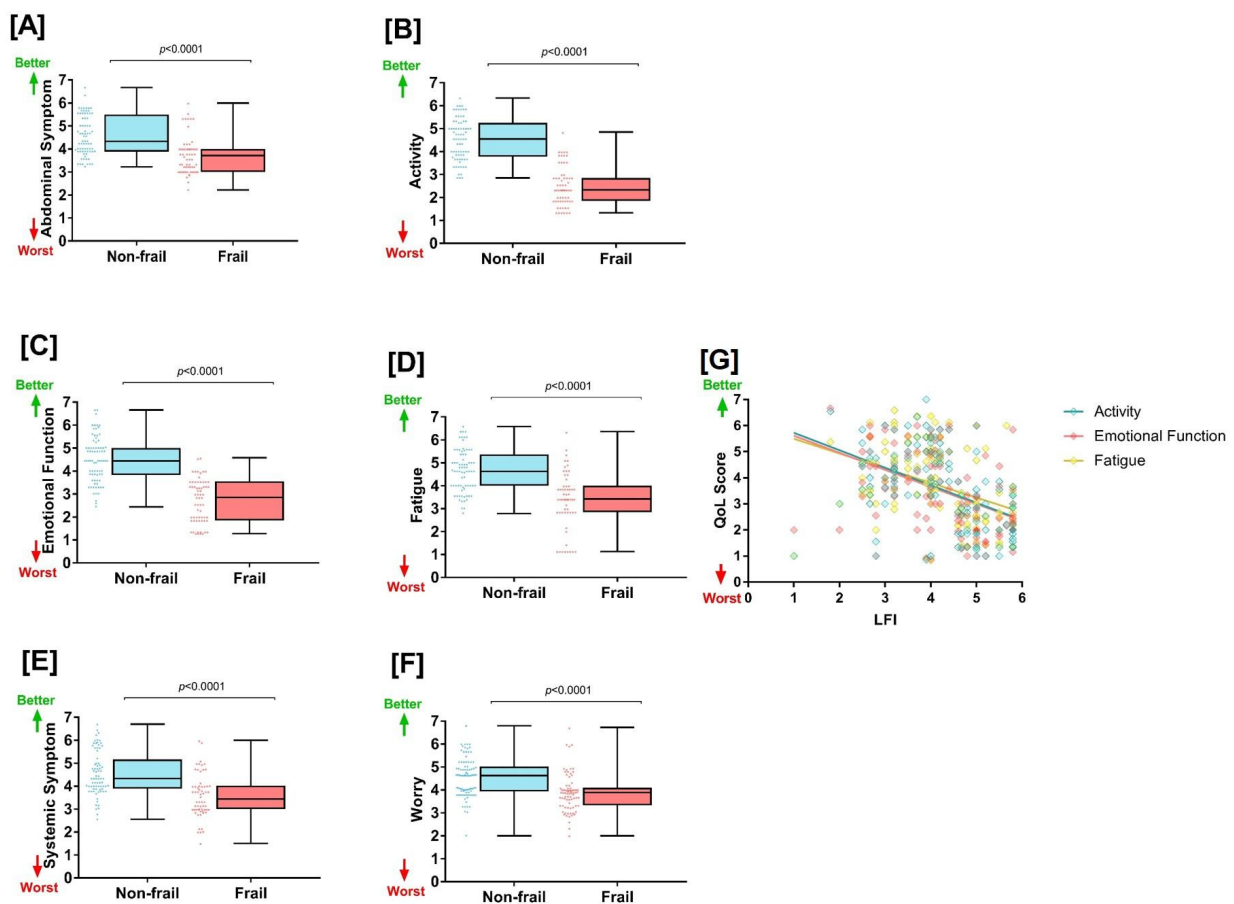 [A]
Better
p<0.0001
7
6
5
4
3
2
1
0
Abdominal Symptom
Worst
Non-frail Frail
[B]
Better
p<0.0001
7
6
5
4
3
2
1
0
Activity
Worst
Non-frail Frail
[C]
Better
p<0.0001
7
6
5
4
3
2
1
0
Emotional Function
Worst
Non-frail Frail
[D]
Better
p<0.0001
7
6
5
4
3
2
1
0
Fatigue
Worst
Non-frail Frail
[G]
Better
7
6
5
4
3
2
1
0
QoL Score
Worst
0 1 2 3 4 5 6
LFI
Activity
Emotional Function
Fatigue
[E]
Better
p<0.0001
7
6
5
4
3
2
1
0
Systemic Symptom
Worst
Non-frail Frail
[F]
Better
p<0.0001
7
6
5
4
3
2
1
0
Worry
Worst
Non-frail Frail